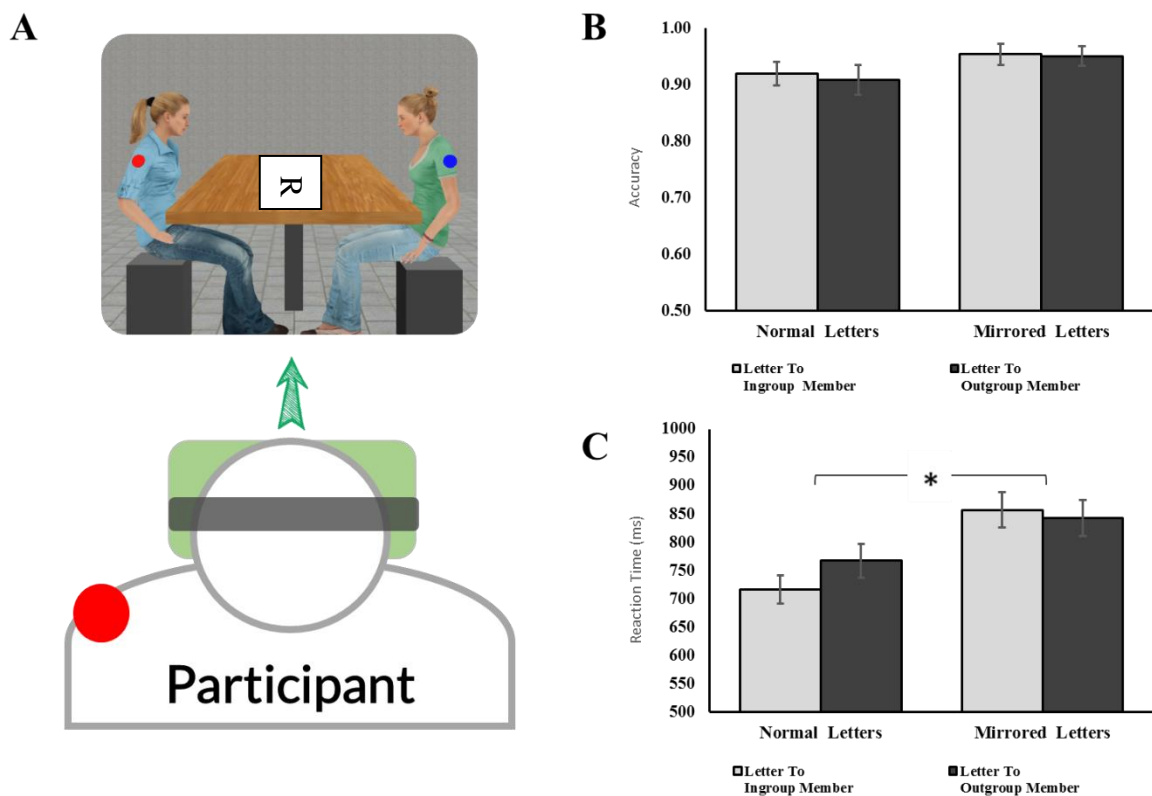 A
R
Participant
B
1.00
0.90
0.80
0.70
0.60
0.50
Accuracy
Normal Letters
Mirrored Letters
Letter To
Ingroup Member
Letter To
Outgroup Member
C
1000
950
900
850
800
750
700
650
600
550
500
Reaction Time (ms)
*
Normal Letters
Mirrored Letters
Letter To
Ingroup Member
Letter To
Outgroup Member